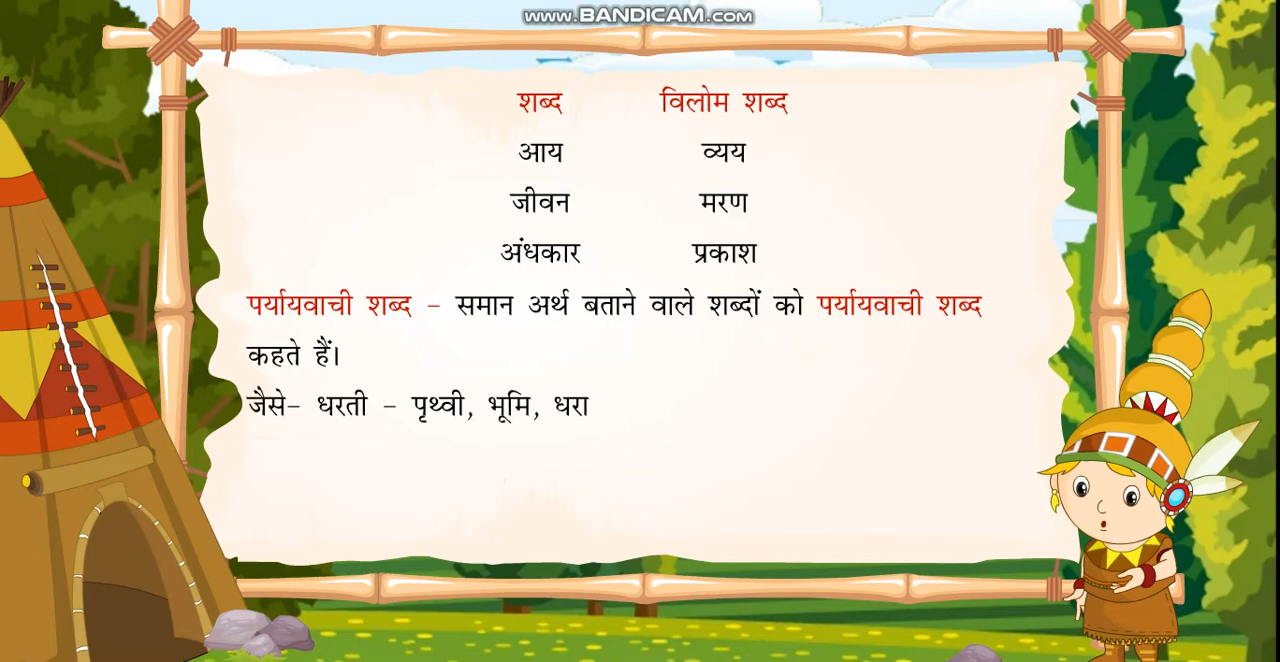 www.BANDICAM.com
शब्द विलोम शब्द
आय व्यय
जीवन मरण
अंधकार प्रकाश
पर्यायवाची शब्द - समान अर्थ बताने वाले शब्दों को पर्यायवाची शब्द
कहते हैं।
जैसे- धरती - पृथ्वी, भूमि, धरा